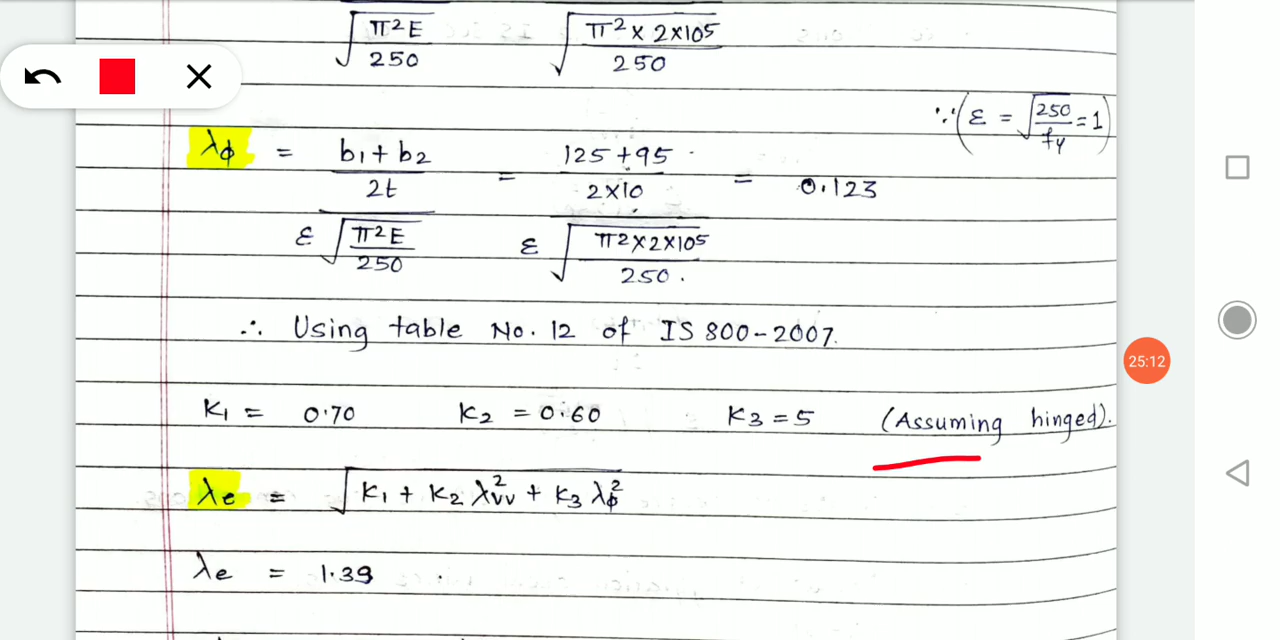 √(π²E/250) √(π² × 2×10⁵/250)
∵ (ε = √(250/fy) = 1)
λφ = ((b₁ + b₂)/2t)/(ε √(π²E/250)) = ((125 + 95)/(2×10))/(ε √(π²×2×10⁵/250)) = 0.123
∴ Using table No. 12 of IS 800-2007.
K₁ = 0.70 K₂ = 0.60 K₃ = 5 (Assuming hinged).
λe = √(K₁ + K₂ λvv² + K₃ λφ²)
λe = 1.39
25:12